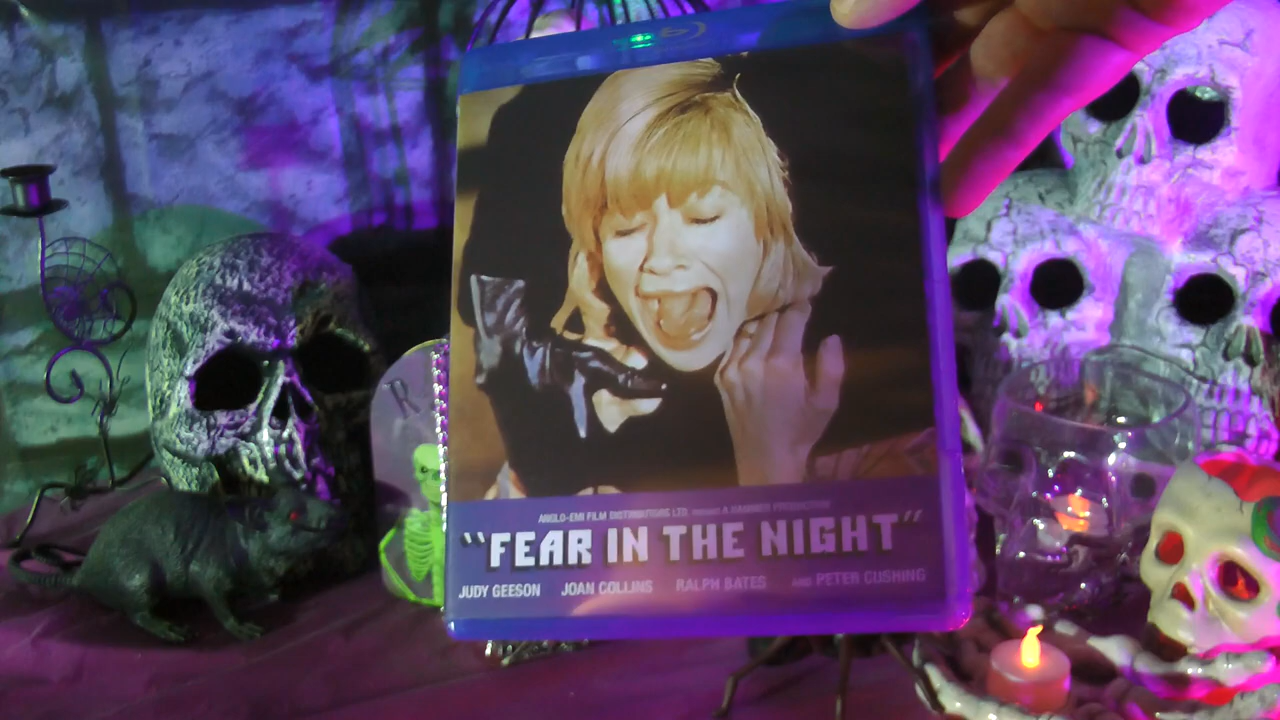 R
ANGLO-EMI FILM DISTRIBUTORS LTD. PRESENT A HAMMER PRODUCTION
"FEAR IN THE NIGHT"
JUDY GEESON JOAN COLLINS RALPH BATES AND PETER CUSHING